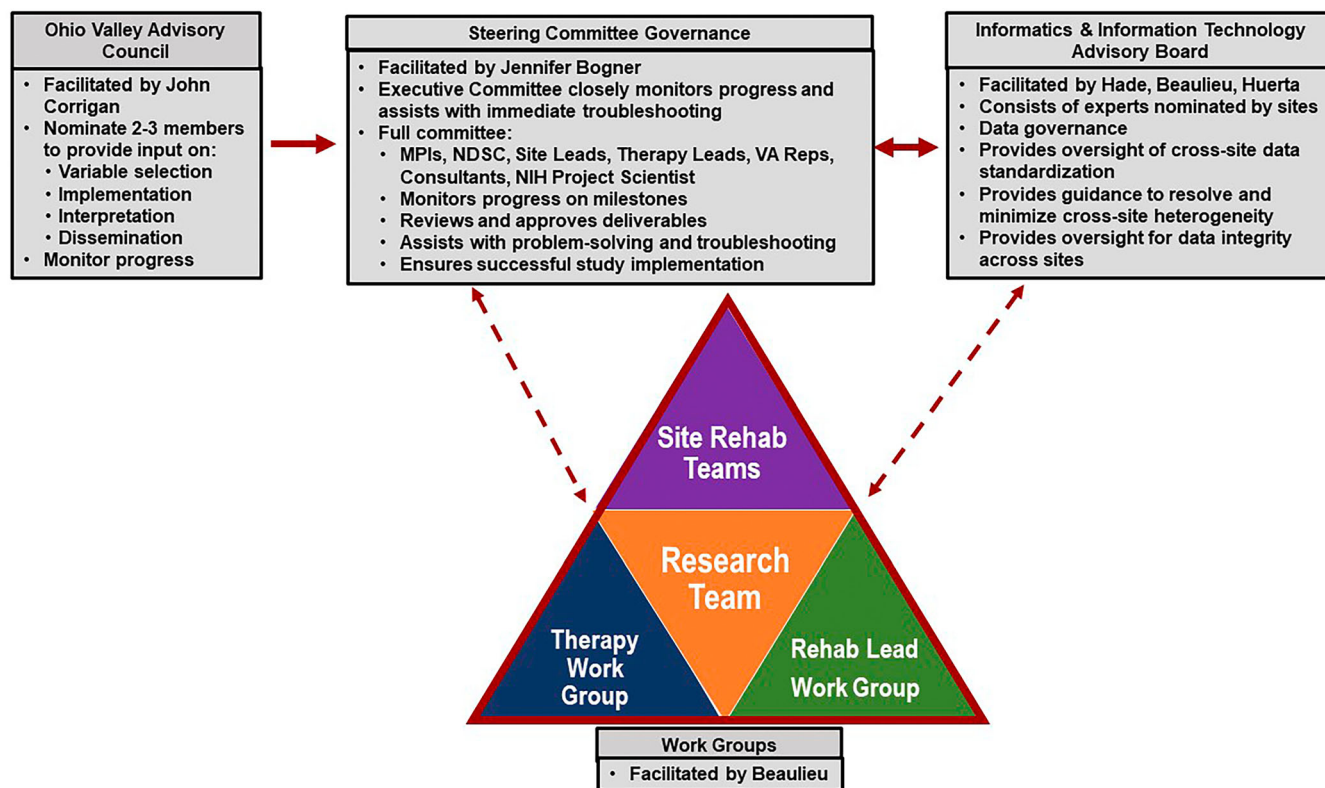 Ohio Valley Advisory
Council
• Facilitated by John
Corrigan
• Nominate 2-3 members
to provide input on:
• Variable selection
• Implementation
• Interpretation
• Dissemination
• Monitor progress
Steering Committee Governance
• Facilitated by Jennifer Bogner
• Executive Committee closely monitors progress and
assists with immediate troubleshooting
• Full committee:
• MPIs, NDSC, Site Leads, Therapy Leads, VA Reps,
Consultants, NIH Project Scientist
• Monitors progress on milestones
• Reviews and approves deliverables
• Assists with problem-solving and troubleshooting
• Ensures successful study implementation
Informatics & Information Technology
Advisory Board
• Facilitated by Hade, Beaulieu, Huerta
• Consists of experts nominated by sites
• Data governance
• Provides oversight of cross-site data
standardization
• Provides guidance to resolve and
minimize cross-site heterogeneity
• Provides oversight for data integrity
across sites
Site Rehab
Teams
Research
Team
Therapy
Work
Group
Rehab Lead
Work Group
Work Groups
• Facilitated by Beaulieu